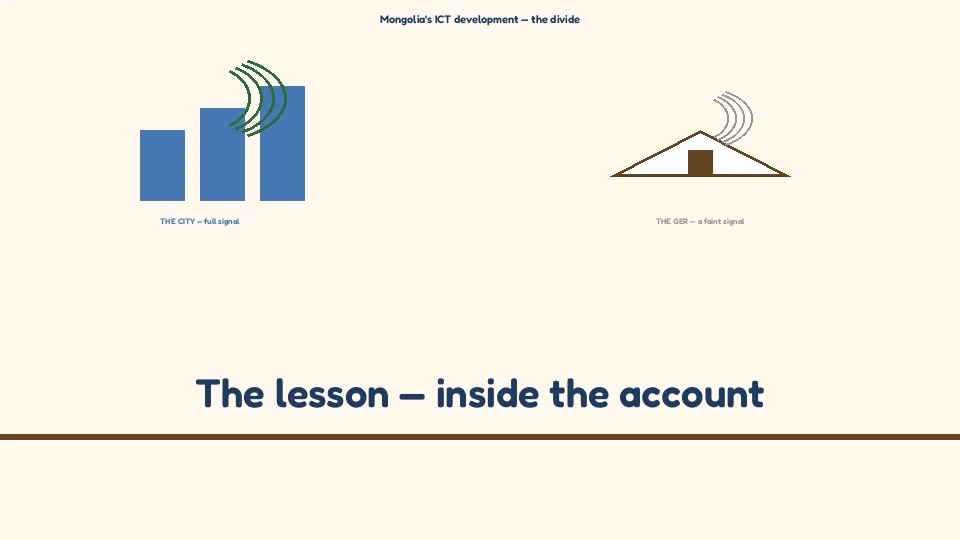 Mongolia's ICT development — the divide
THE CITY — full signal
THE GER — a faint signal
The lesson — inside the account